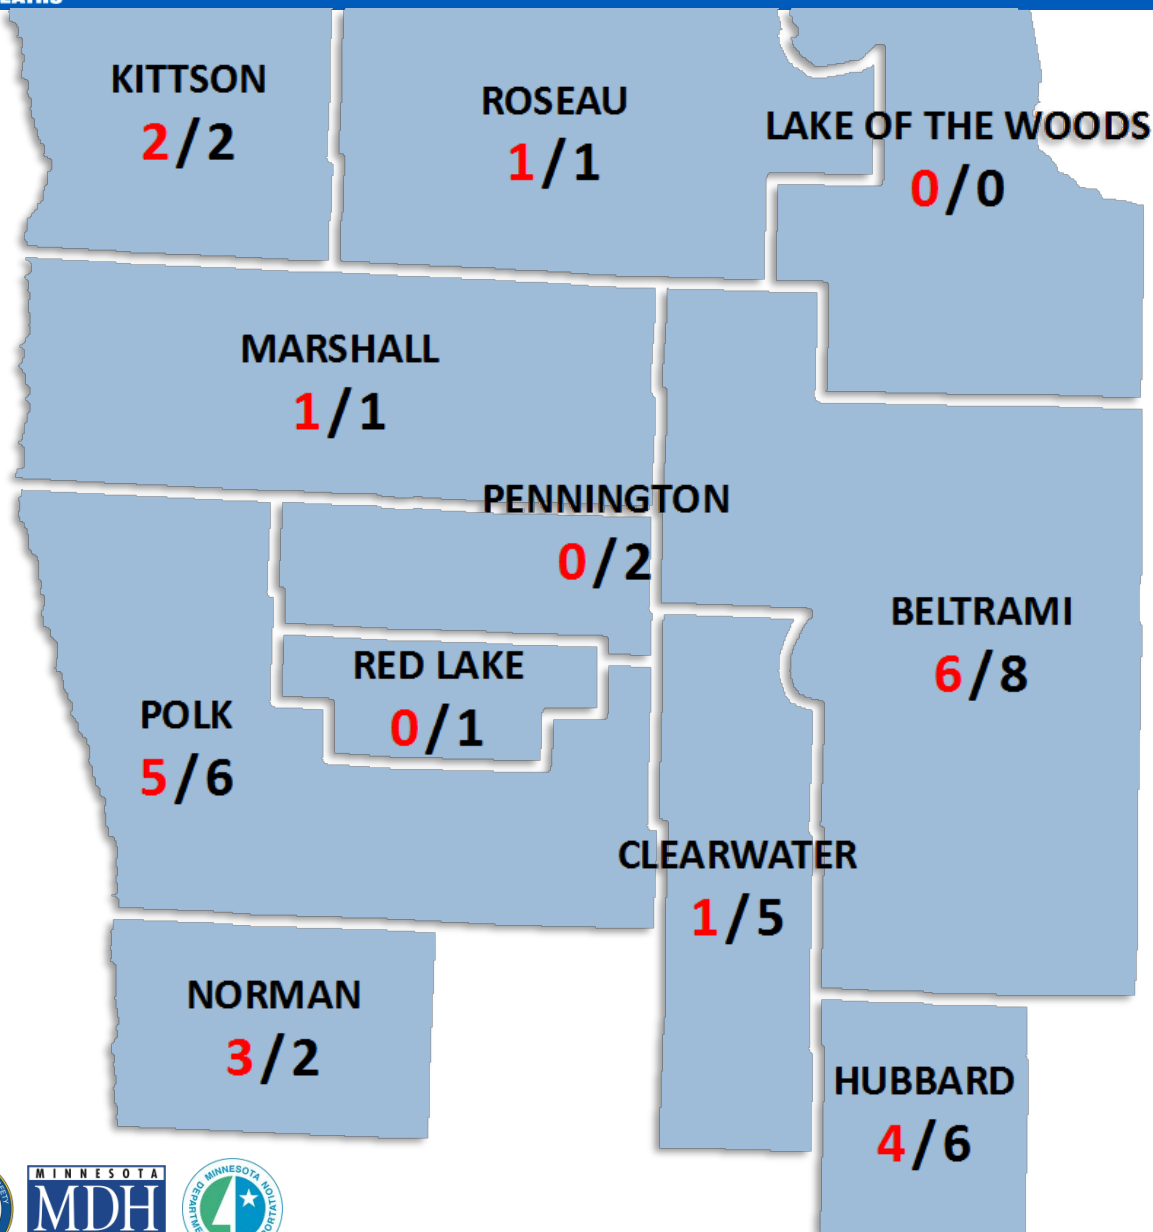 KITTSON
2/2
ROSEAU
1/1
LAKE OF THE WOODS
0/0
MARSHALL
1/1
PENNINGTON
0/2
BELTRAMI
6/8
RED LAKE
0/1
POLK
5/6
CLEARWATER
1/5
NORMAN
3/2
HUBBARD
4/6
MINNESOTA
MDH
MINNESOTA